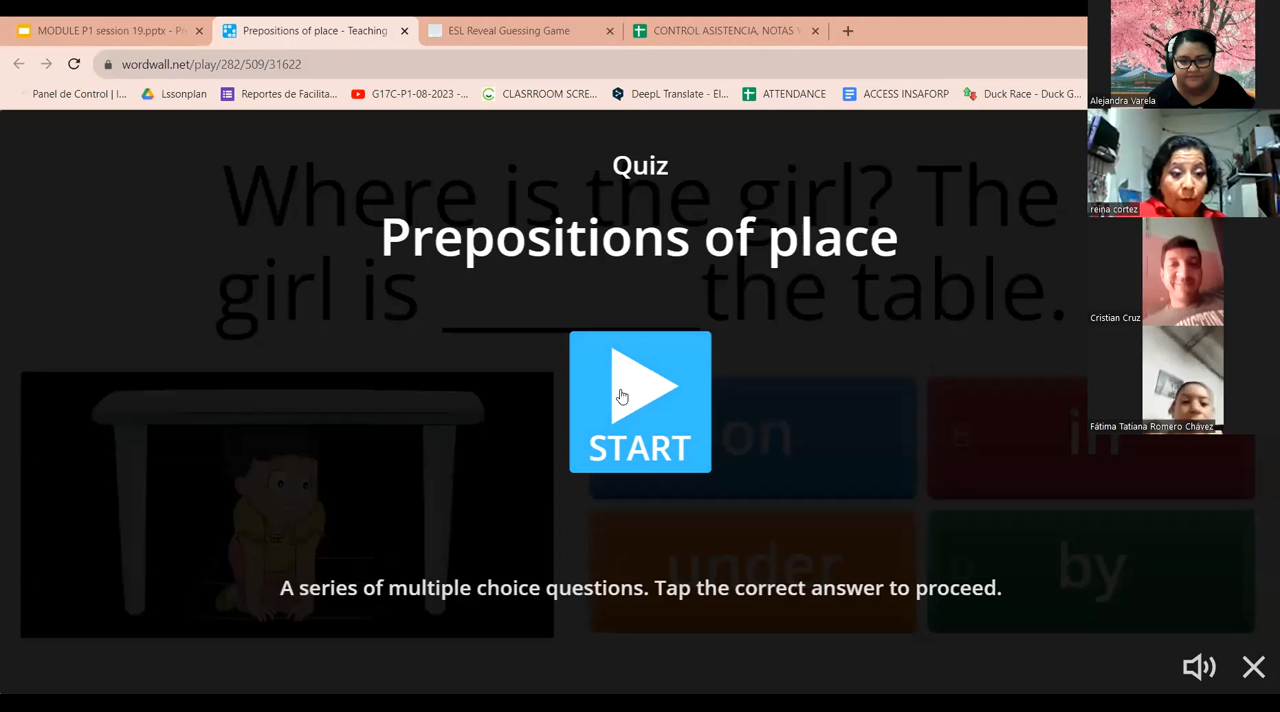 MODULE P1 session 19.pptx - Pr
Prepositions of place - Teaching
ESL Reveal Guessing Game
CONTROL ASISTENCIA, NOTAS
wordwall.net/play/282/509/31622
Panel de Control | I...
Lssonplan
Reportes de Facilita...
G17C-P1-08-2023 -...
CLASRROOM SCRE...
DeepL Translate - El...
ATTENDANCE
ACCESS INSAFORP
Duck Race - Duck G...
Alejandra Varela
reina cortez
Cristian Cruz
Fátima Tatiana Romero Chávez
Quiz
Prepositions of place
Where is the girl? The
girl is ________ the table.
START
on
B in
under
D by
A series of multiple choice questions. Tap the correct answer to proceed.